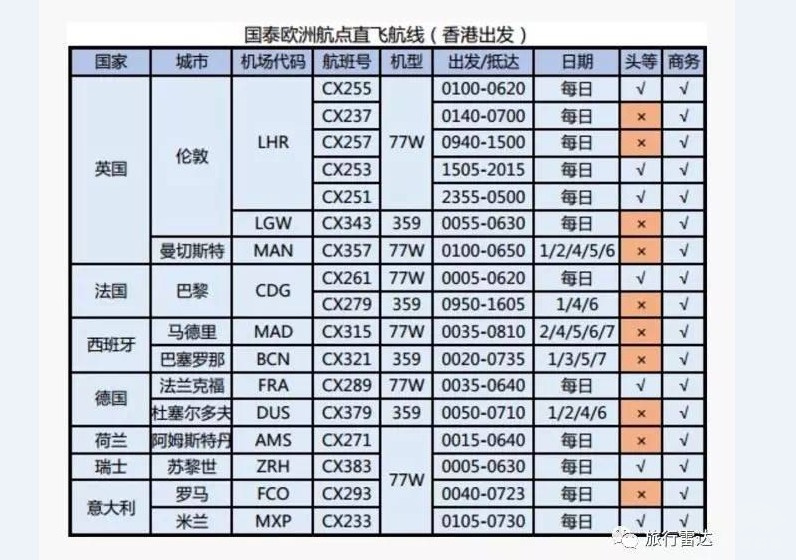 国泰欧洲航点直飞航线（香港出发）
国家 城市 机场代码 航班号 机型 出发/抵达 日期 头等 商务
英国 伦敦 LHR CX255 77W 0100-0620 每日 √ √
CX237 0140-0700 每日 × √
CX257 0940-1500 每日 × √
CX253 1505-2015 每日 √ √
CX251 2355-0500 每日 √ √
LGW CX343 359 0055-0630 每日 × √
曼切斯特 MAN CX357 77W 0100-0650 1/2/4/5/6 × √
法国 巴黎 CDG CX261 77W 0005-0620 每日 √ √
CX279 359 0950-1605 1/4/6 × √
西班牙 马德里 MAD CX315 77W 0035-0810 2/4/5/6/7 × √
巴塞罗那 BCN CX321 359 0020-0735 1/3/5/7 × √
德国 法兰克福 FRA CX289 77W 0035-0640 每日 √ √
杜塞尔多夫 DUS CX379 359 0050-0710 1/2/4/6 × √
荷兰 阿姆斯特丹 AMS CX271 77W 0015-0640 每日 × √
瑞士 苏黎世 ZRH CX383 0005-0630 每日 √ √
意大利 罗马 FCO CX293 0040-0723 每日 × √
米兰 MXP CX233 0105-0730 每日 √ √
旅行雷达